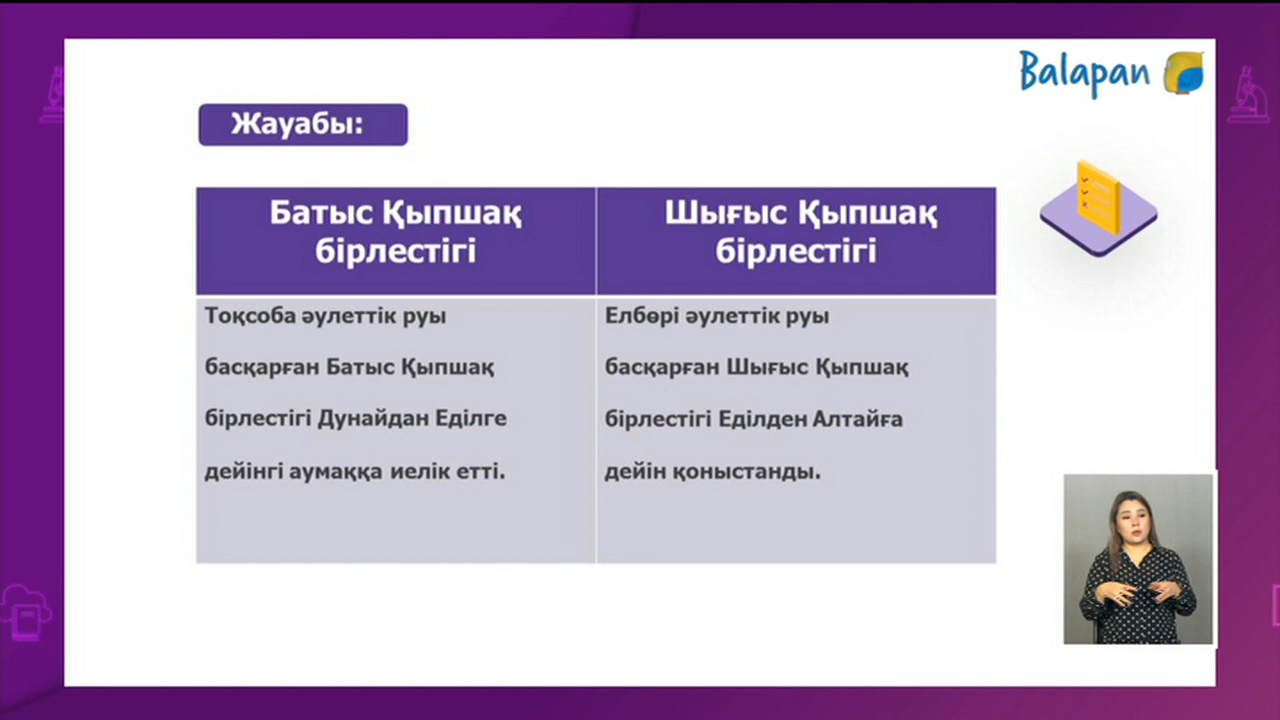 Balapan
Жауабы:
Батыс Қыпшақ
бірлестігі
Шығыс Қыпшақ
бірлестігі
Тоқсоба әулеттік руы
басқарған Батыс Қыпшақ
бірлестігі Дунайдан Еділге
дейінгі аумаққа иелік етті.
Елбөрі әулеттік руы
басқарған Шығыс Қыпшақ
бірлестігі Еділден Алтайға
дейін қоныстанды.